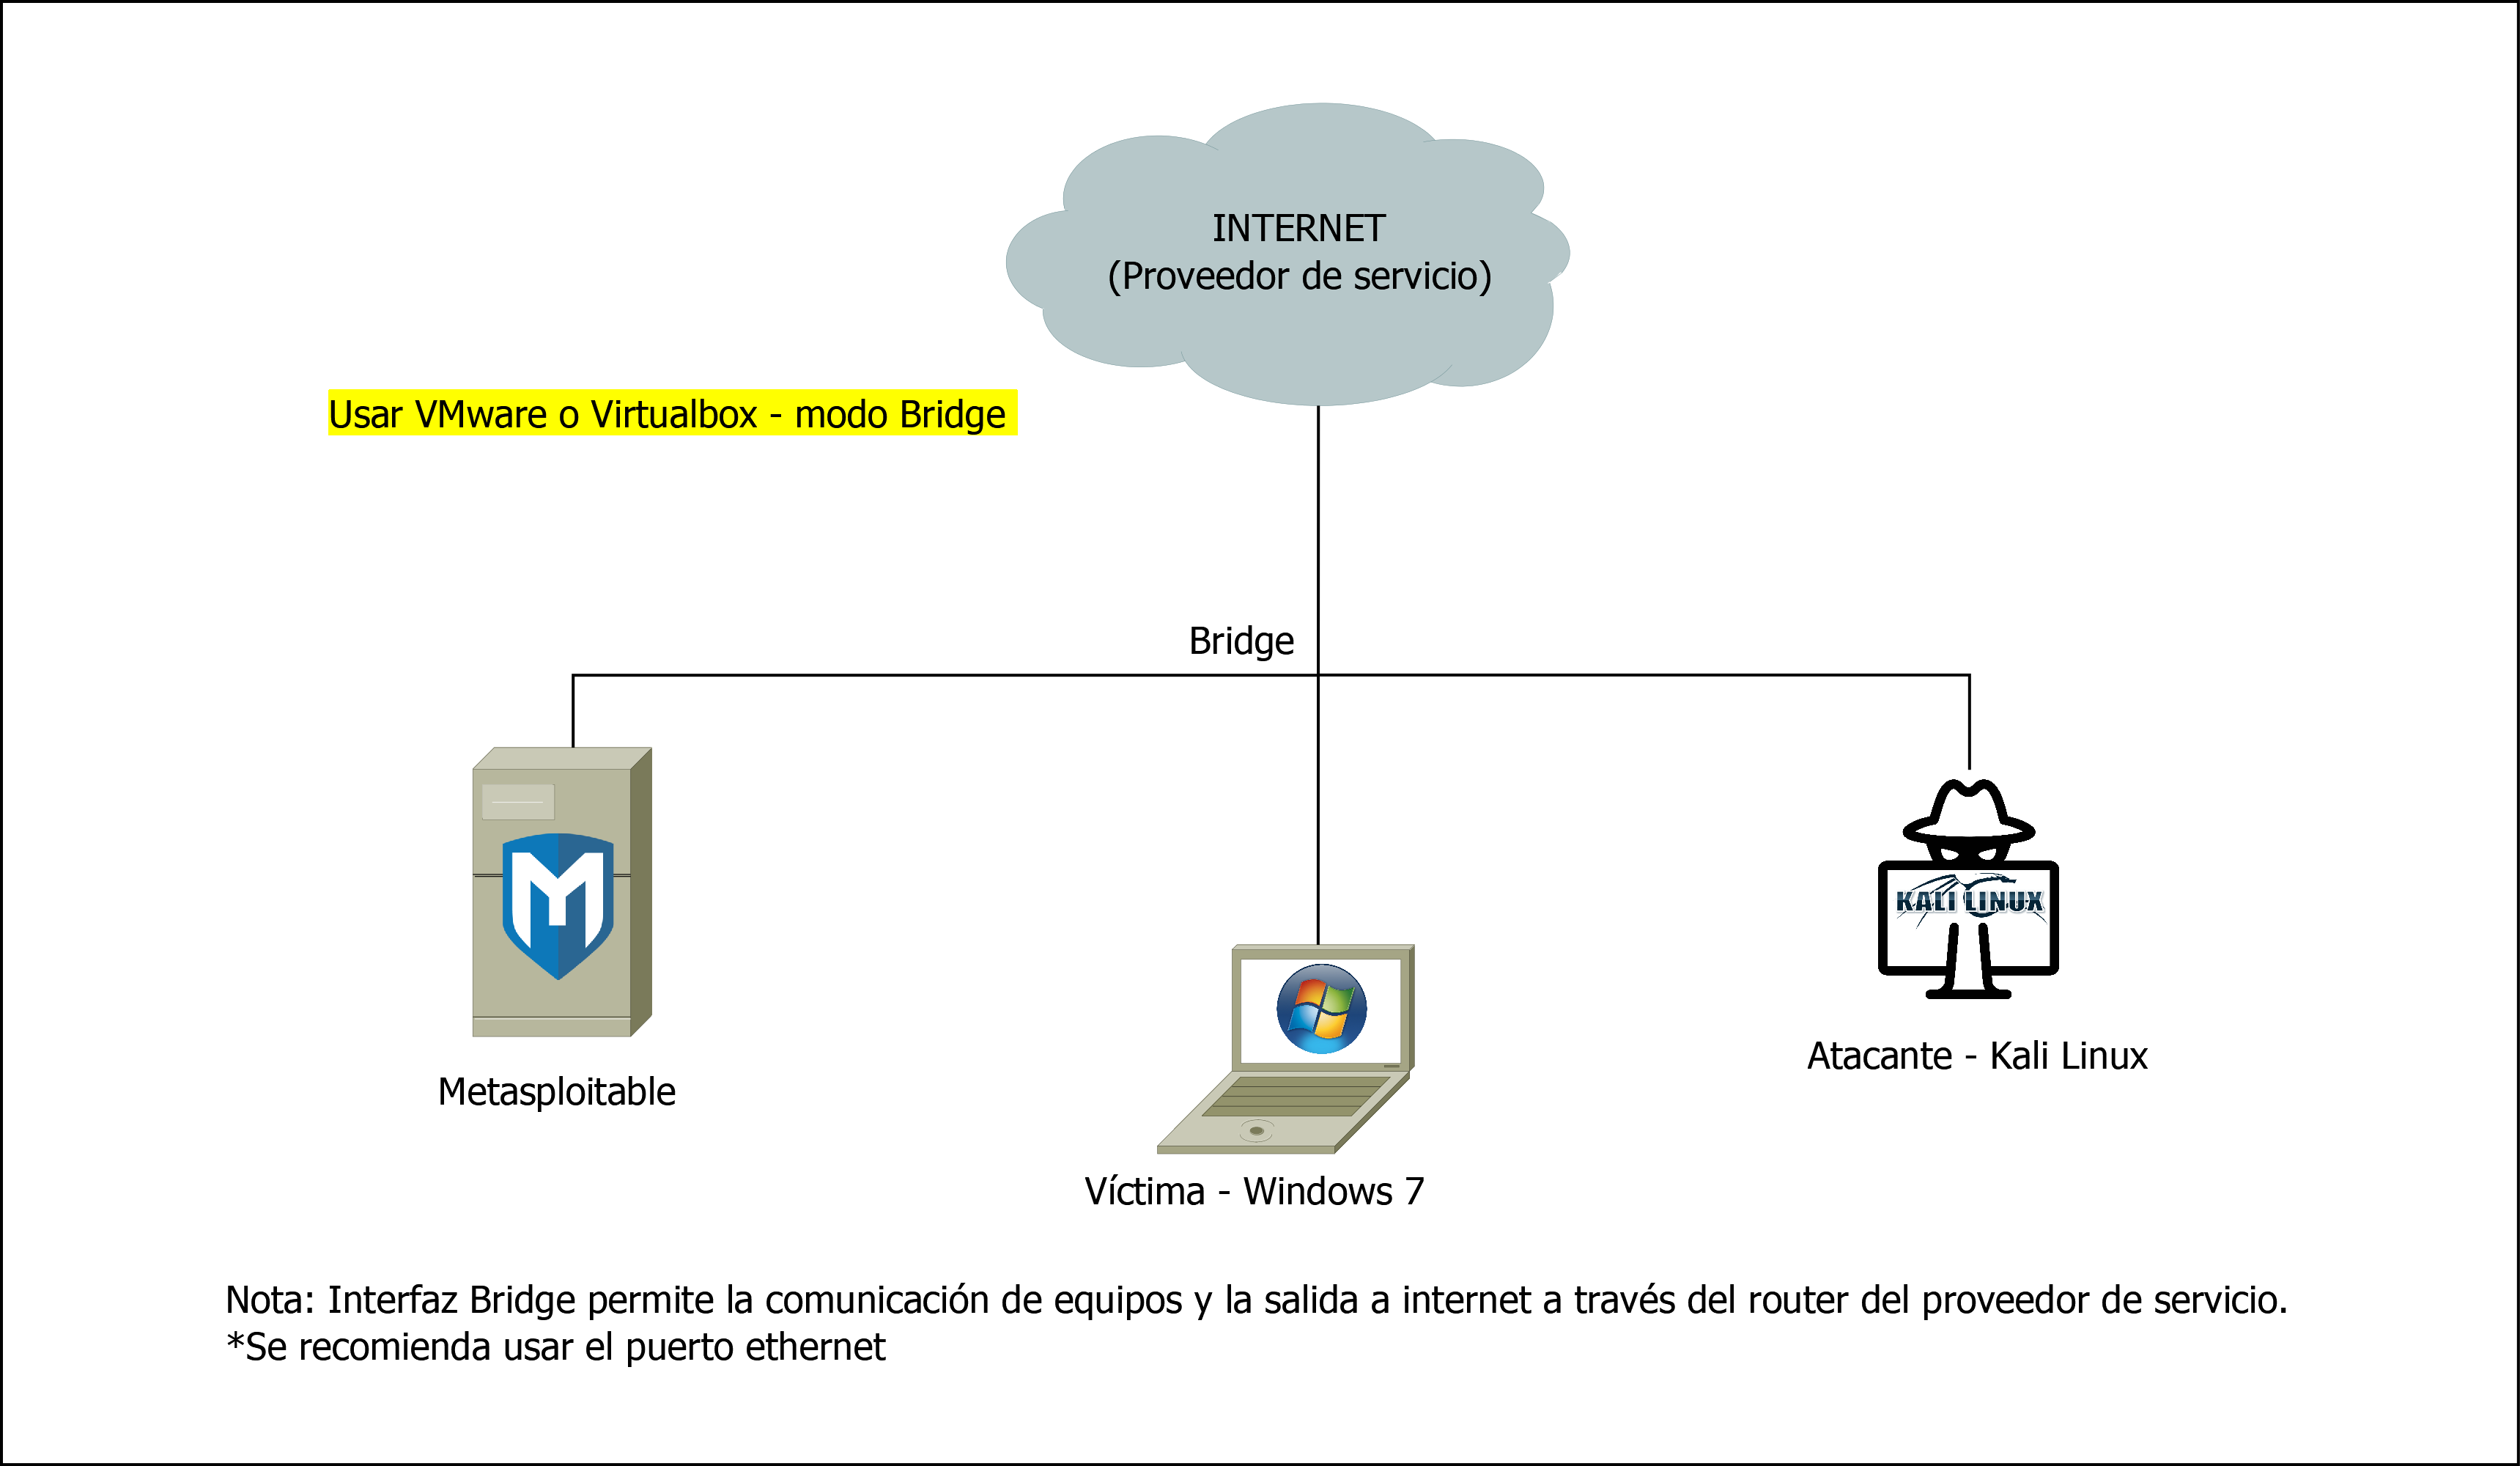 INTERNET
(Proveedor de servicio)
Usar VMware o Virtualbox - modo Bridge
Bridge
KALI LINUX
Atacante - Kali Linux
Metasploitable
Víctima - Windows 7
Nota: Interfaz Bridge permite la comunicación de equipos y la salida a internet a través del router del proveedor de servicio.
*Se recomienda usar el puerto ethernet